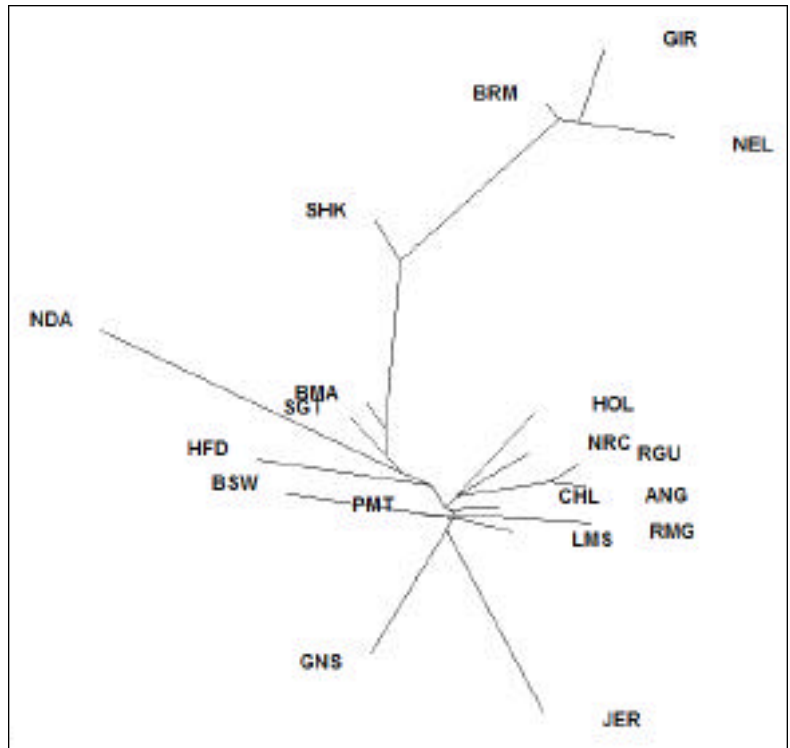 GIR
BRM
NEL
SHK
NDA
BMA
SGT
HOL
HFD
NRC
RGU
BSW
PMT
CHL
ANG
LMS
RMG
GNS
JER